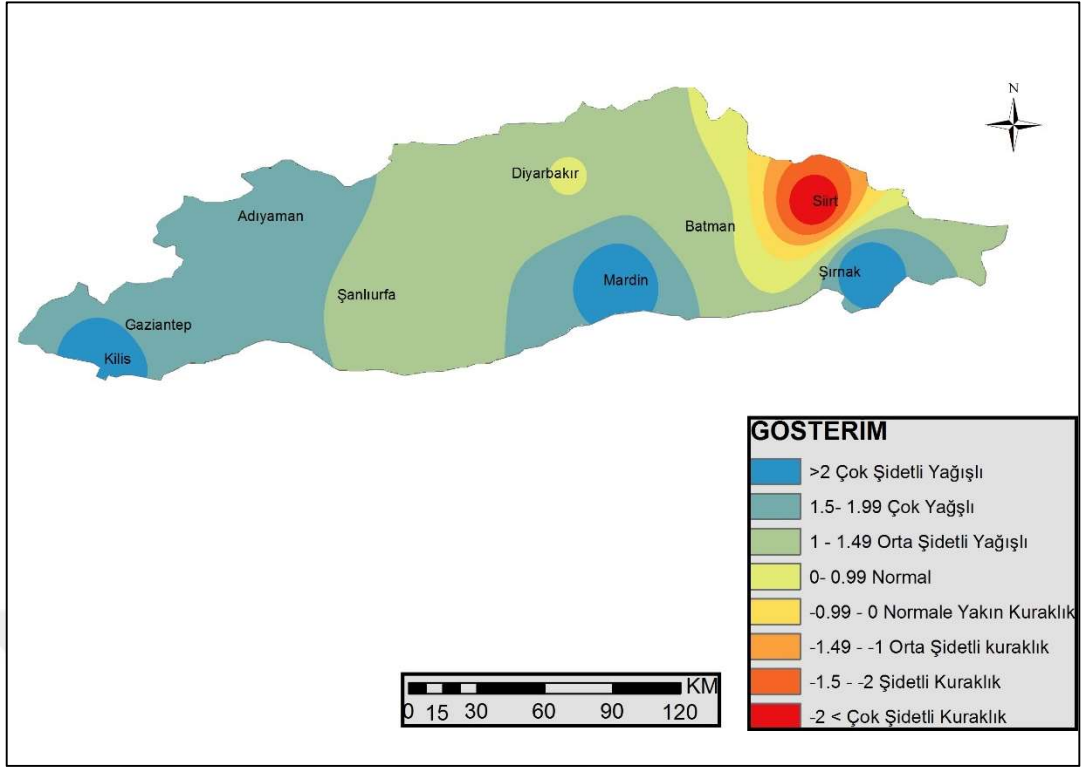 N
Diyarbakır
Siirt
Adıyaman
Batman
Şırnak
Mardin
Şanlıurfa
Gaziantep
Kilis
GÖSTERİM
>2 Çok Şidetli Yağışlı
1.5- 1.99 Çok Yağşlı
1 - 1.49 Orta Şidetli Yağışlı
0- 0.99 Normal
-0.99 - 0 Normale Yakın Kuraklık
-1.49 - -1 Orta Şidetli kuraklık
-1.5 - -2 Şidetli Kuraklık
-2 < Çok Şidetli Kuraklık
KM
0 15 30 60 90 120